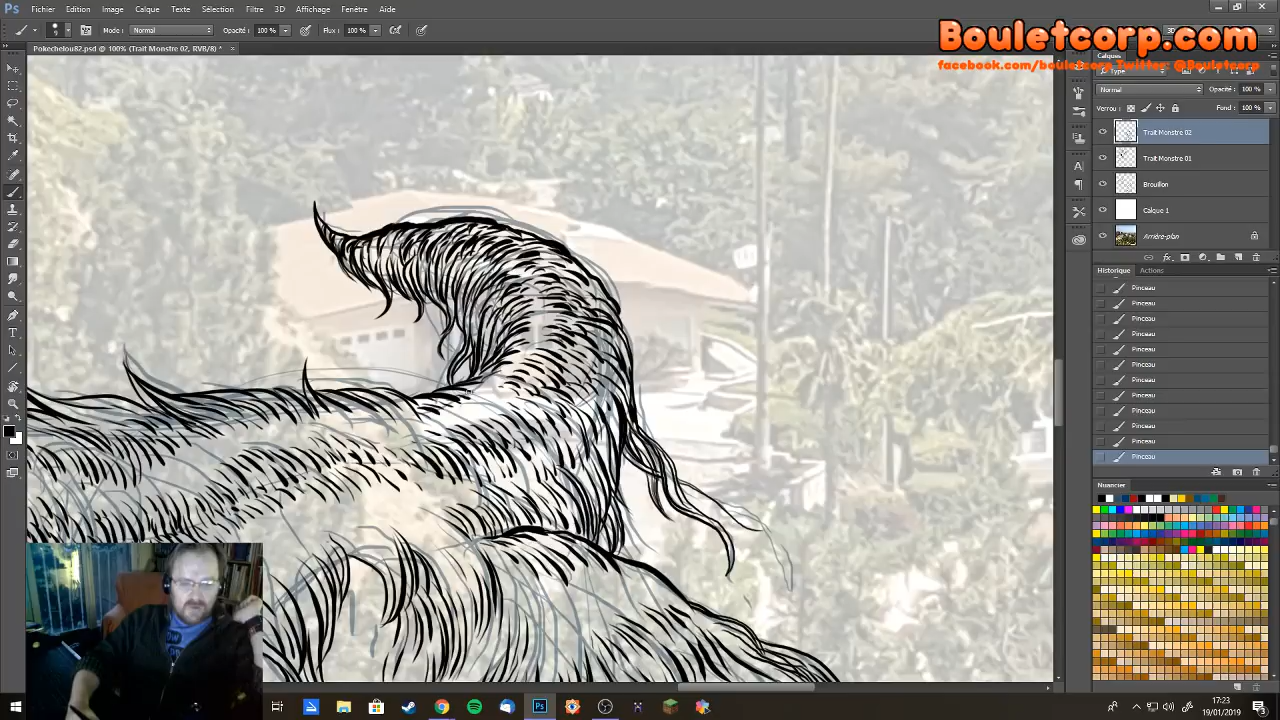 Ps Fichier Edition Image Calque Texte Sélection Filtre 3D Affichage Fenêtre Aide
Mode : Normal Opacité : 100 % Flux : 100 %
Bouletcorp.com
facebook.com/bouletcorp Twitter: @Bouletcorp
Pokechelou82.psd @ 100% (Trait Monstre 02, RVB/8) * ×
Calques
Type
Normal Opacité : 100 %
Verrou : Fond : 100 %
Trait Monstre 02
Trait Monstre 01
Brouillon
Calque 1
Arrière-plan
Historique Actions
Pinceau
Pinceau
Pinceau
Pinceau
Pinceau
Pinceau
Pinceau
Pinceau
Pinceau
Pinceau
Pinceau
Pinceau
Nuancier
17:23
19/01/2019